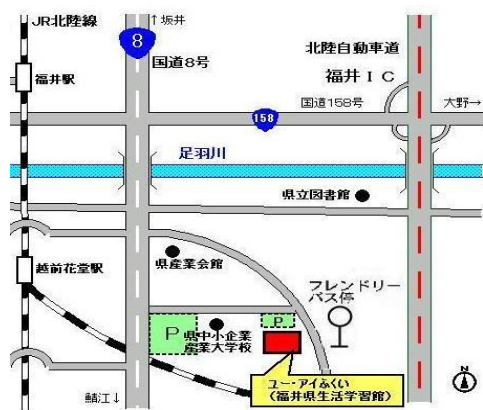 JR北陸線
↑坂井
8
国道8号
北陸自動車道
福井IC
福井駅
国道158号
大野→
158
足羽川
県立図書館
県産業会館
越前花堂駅
フレンドリー
バス停
P
P
県中小企業
産業大学校
ユー・アイふくい
(福井県生活学習館)
鯖江↓
N